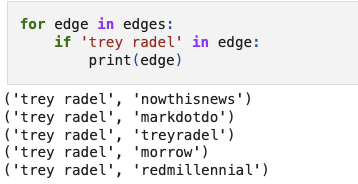 for edge in edges:
    if 'trey radel' in edge:
        print(edge)
('trey radel', 'nowthisnews')
('trey radel', 'markdotdo')
('trey radel', 'treyradel')
('trey radel', 'morrow')
('trey radel', 'redmillennial')